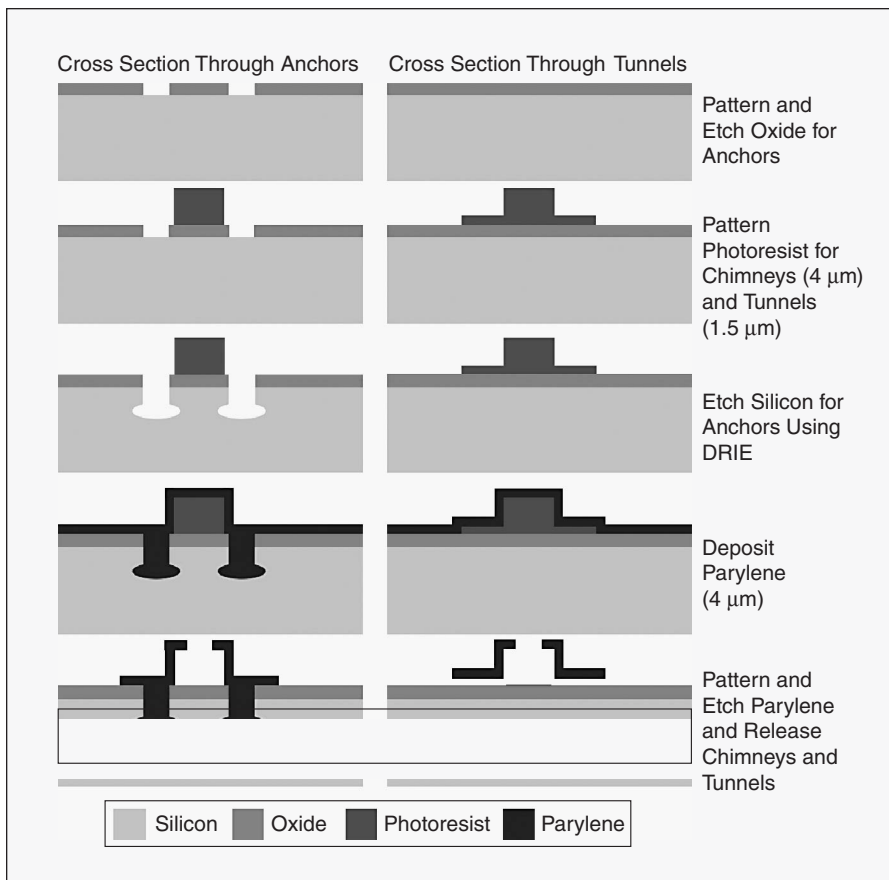 Cross Section Through Anchors
Cross Section Through Tunnels
Pattern and
Etch Oxide for
Anchors
Pattern
Photoresist for
Chimneys (4 μm)
and Tunnels
(1.5 μm)
Etch Silicon for
Anchors Using
DRIE
Deposit
Parylene
(4 μm)
Pattern and
Etch Parylene
and Release
Chimneys and
Tunnels
Silicon
Oxide
Photoresist
Parylene